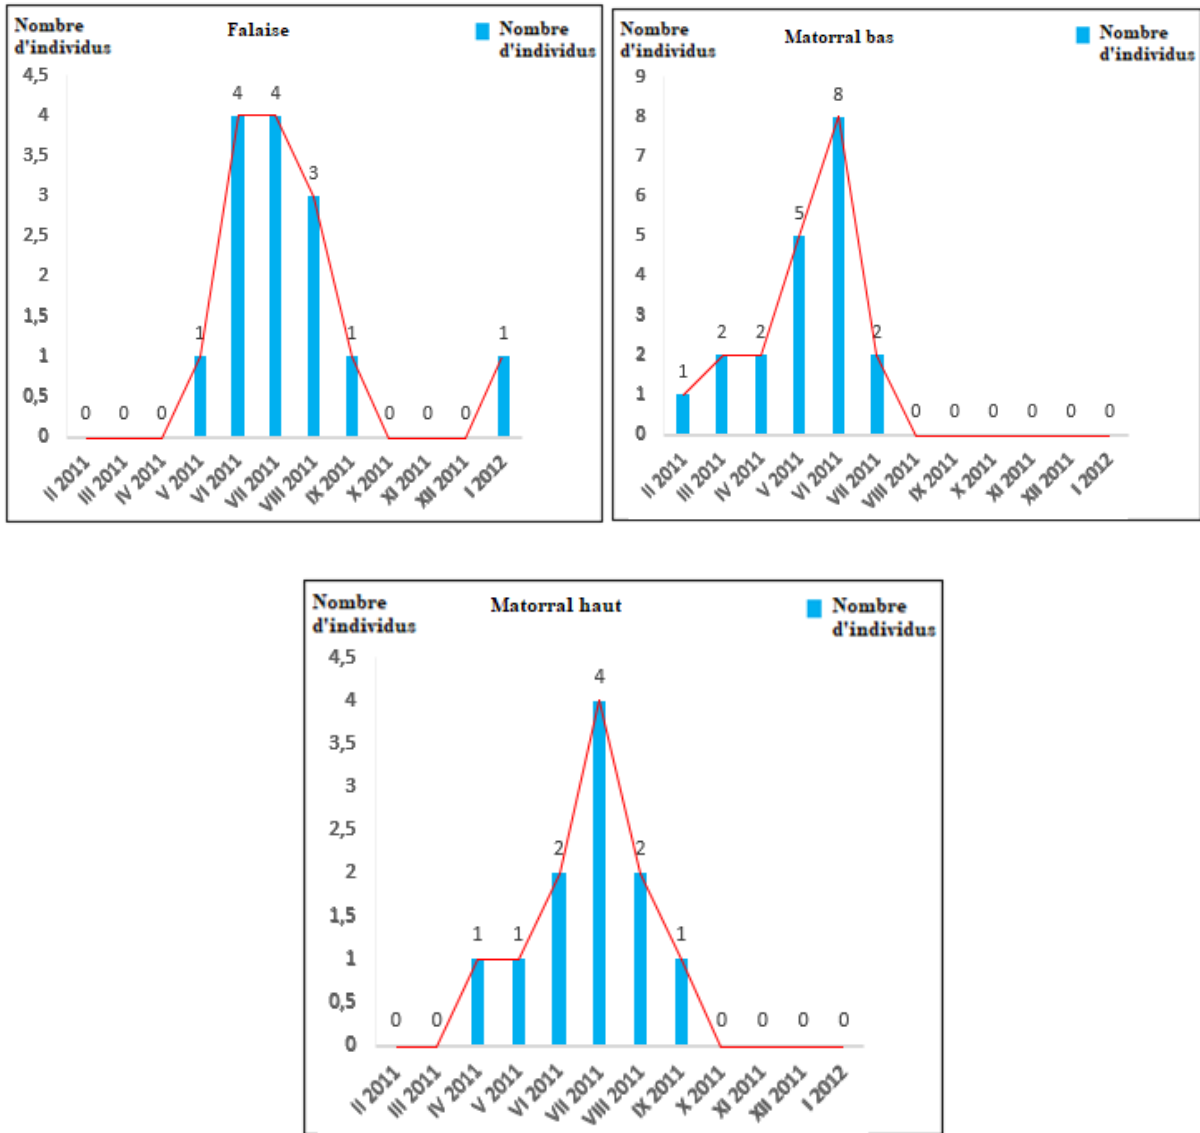 Nombre
d'individus
Falaise
Nombre
d'individus
4,5
4
3,5
3
2,5
2
1,5
1
0,5
0
0 0 0 1 4 4 3 1 0 0 0 1
II 2011 III 2011 IV 2011 V 2011 VI 2011 VII 2011 VIII 2011 IX 2011 X 2011 XI 2011 XII 2011 I 2012
Nombre
d'individus
Matorral bas
Nombre
d'individus
9
8
7
6
5
4
3
2
1
0
1 2 2 5 8 2 0 0 0 0 0 0
II 2011 III 2011 IV 2011 V 2011 VI 2011 VII 2011 VIII 2011 IX 2011 X 2011 XI 2011 XII 2011 I 2012
Nombre
d'individus
Matorral haut
Nombre
d'individus
4,5
4
3,5
3
2,5
2
1,5
1
0,5
0
0 0 1 1 2 4 2 1 0 0 0 0
II 2011 III 2011 IV 2011 V 2011 VI 2011 VII 2011 VIII 2011 IX 2011 X 2011 XI 2011 XII 2011 I 2012